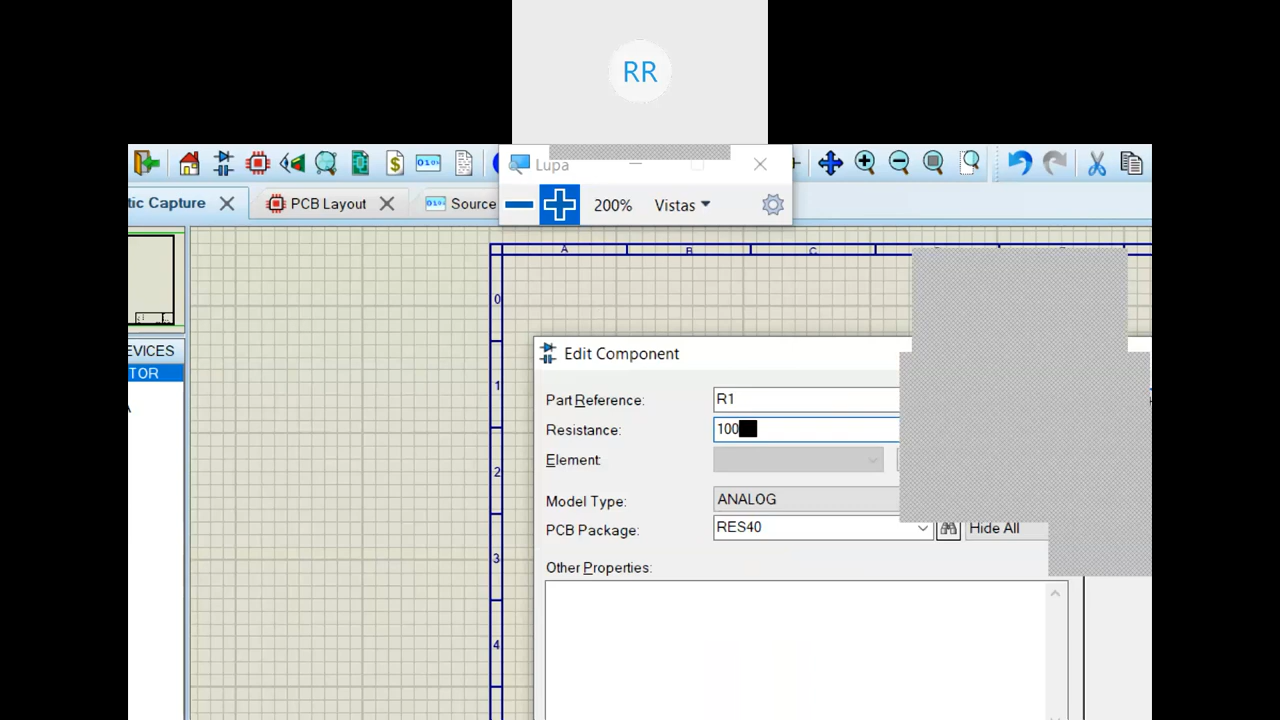 RR
Lupa
200% Vistas
tic Capture PCB Layout Source
A B C
0
1
2
3
4
EVICES
TOR
Edit Component
Part Reference: R1
Resistance: 100
Element:
Model Type: ANALOG
PCB Package: RES40 Hide All
Other Properties: